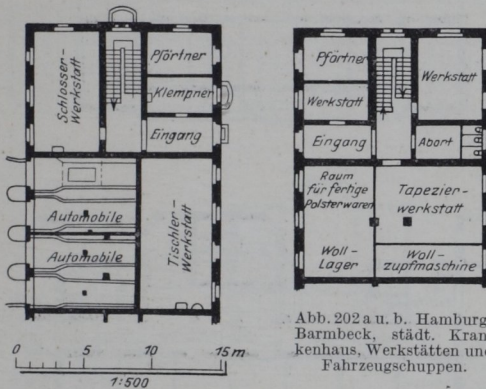 Schlosser-
Werkstatt
Pförtner
Klempner
Eingang
Automobile
Automobile
Tischler-
Werkstatt
0 5 10 15 m
1:500
Pförtner
Werkstatt
Werkstatt
Eingang
Abort
Raum
für fertige
Polsterwaren
Tapezier-
werkstatt
Woll-
Lager
Woll-
zupfmaschine
Abb. 202 a u. b. Hamburg
Barmbeck, städt. Kran
kenhaus, Werkstätten und
Fahrzeugschuppen.